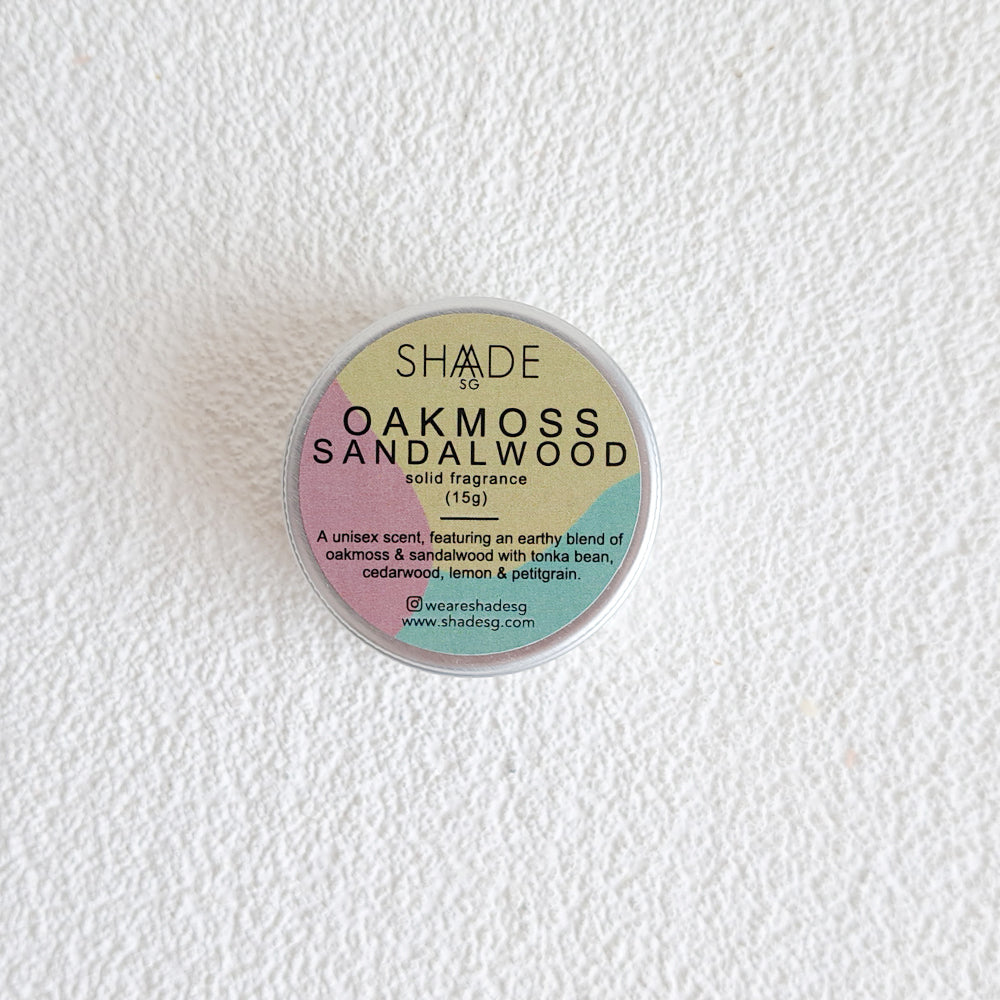 SHADE
SG
OAKMOSS
SANDALWOOD
solid fragrance
(15g)
A unisex scent, featuring an earthy blend of
oakmoss & sandalwood with tonka bean,
cedarwood, lemon & petitgrain.
weareshadesg
www.shadesg.com